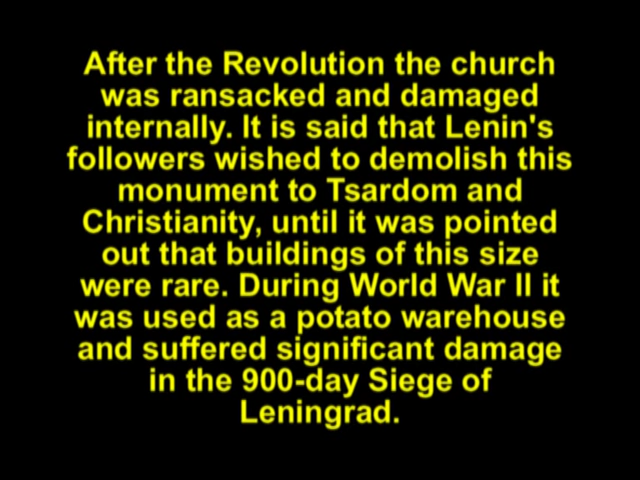 After the Revolution the church
was ransacked and damaged
internally. It is said that Lenin's
followers wished to demolish this
monument to Tsardom and
Christianity, until it was pointed
out that buildings of this size
were rare. During World War II it
was used as a potato warehouse
and suffered significant damage
in the 900-day Siege of
Leningrad.